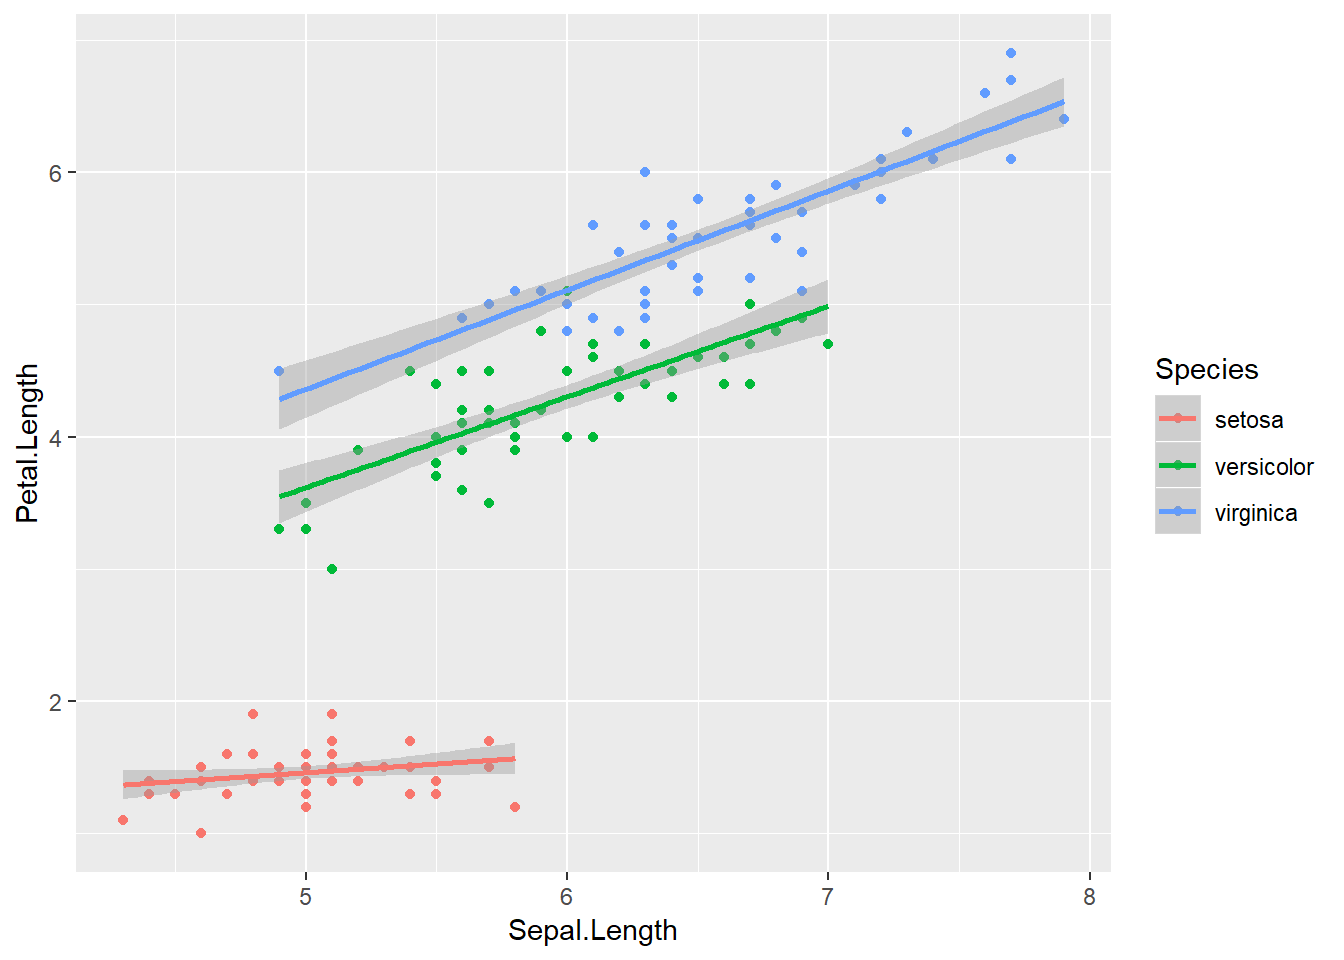 6
4
2
Petal.Length
5 6 7 8
Sepal.Length
Species
setosa
versicolor
virginica